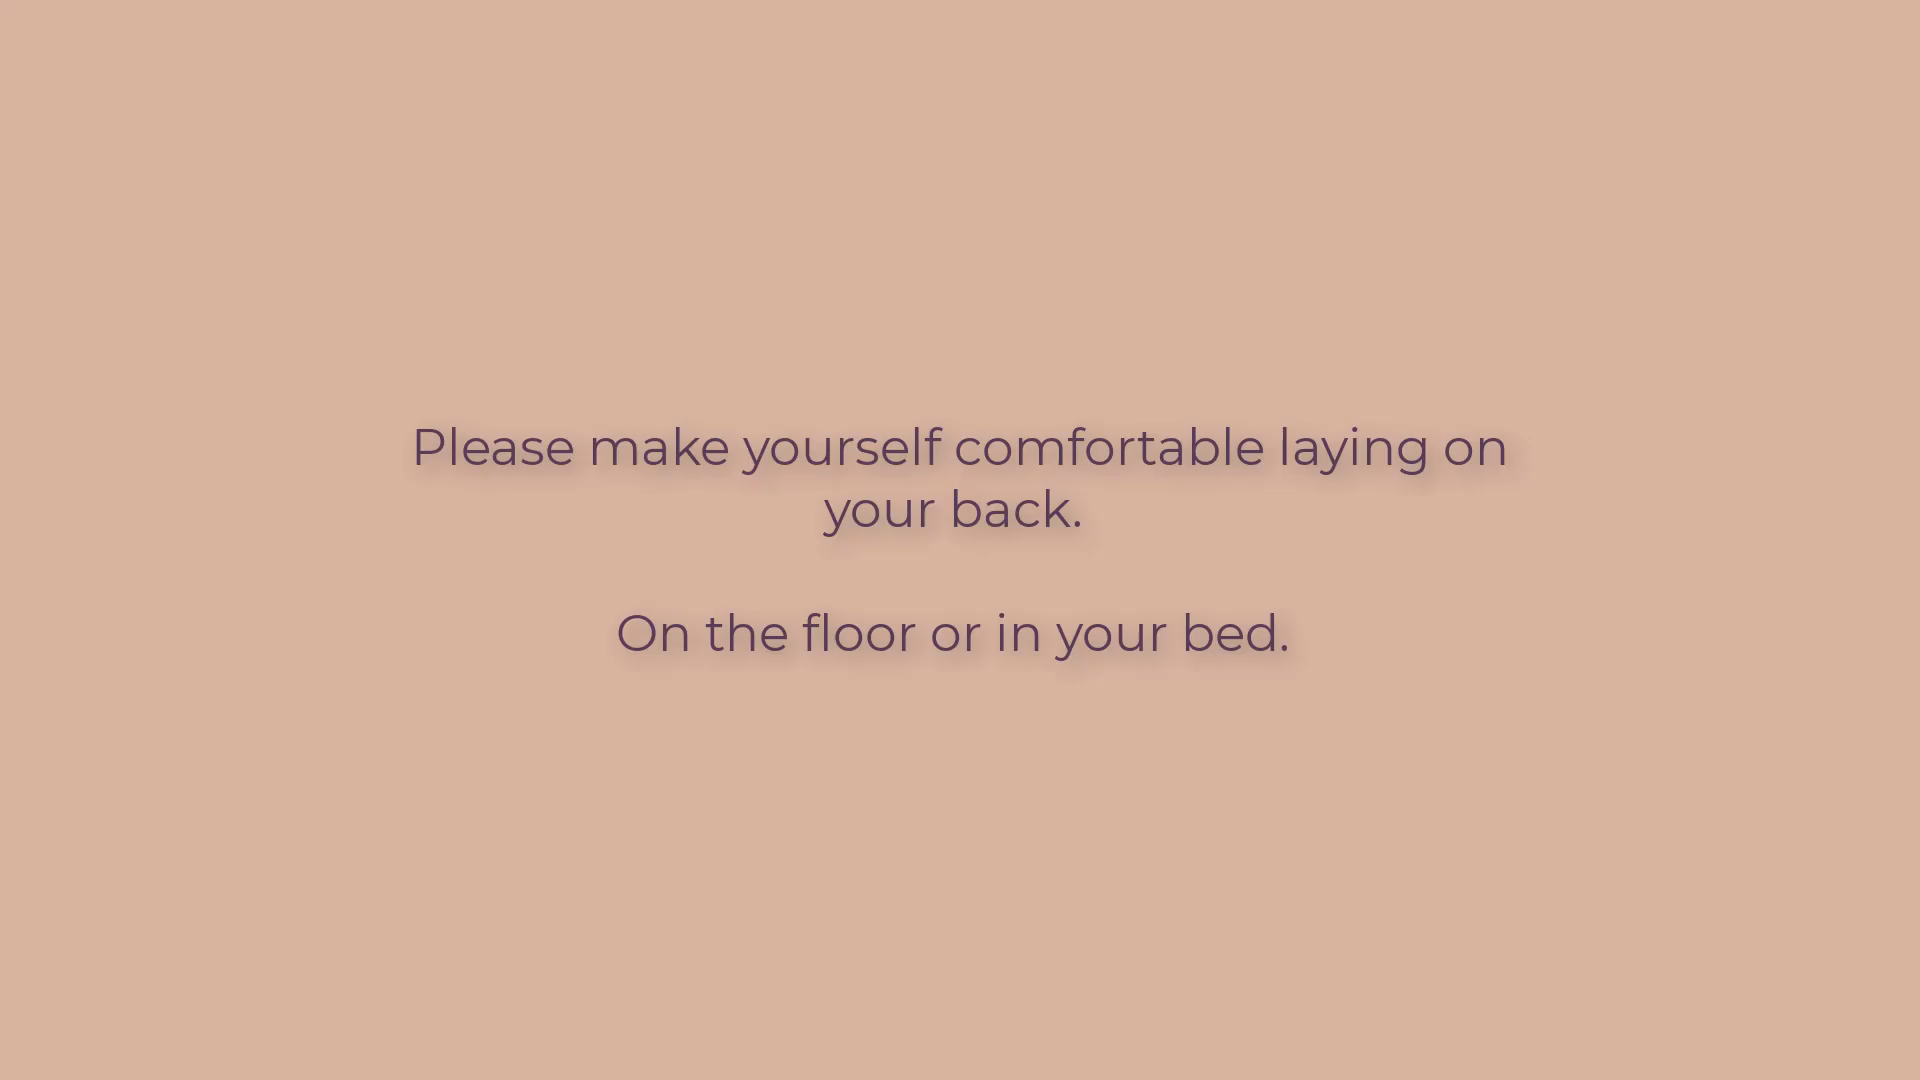 Please make yourself comfortable laying on
your back.
On the floor or in your bed.